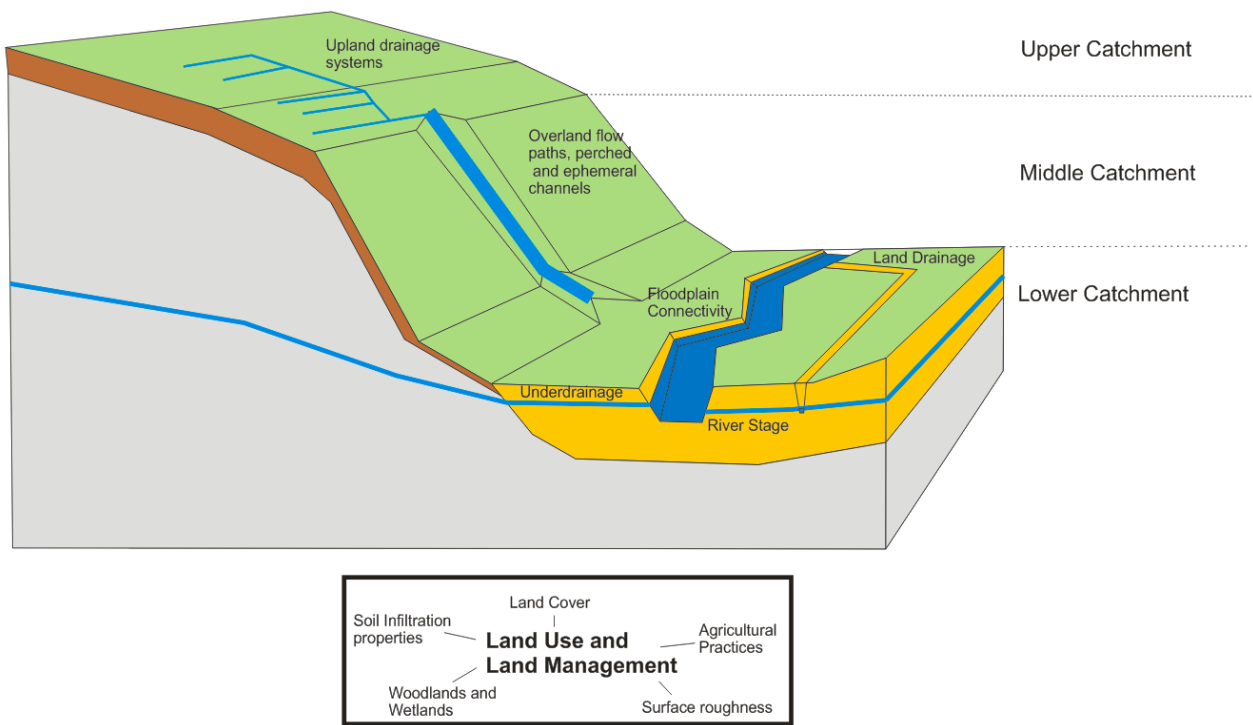 Upland drainage
systems
Upper Catchment
Overland flow
paths, perched
and ephemeral
channels
Middle Catchment
Land Drainage
Floodplain
Connectivity
Lower Catchment
Underdrainage
River Stage
Land Cover
Soil Infiltration
properties
Land Use and
Land Management
Agricultural
Practices
Woodlands and
Wetlands
Surface roughness